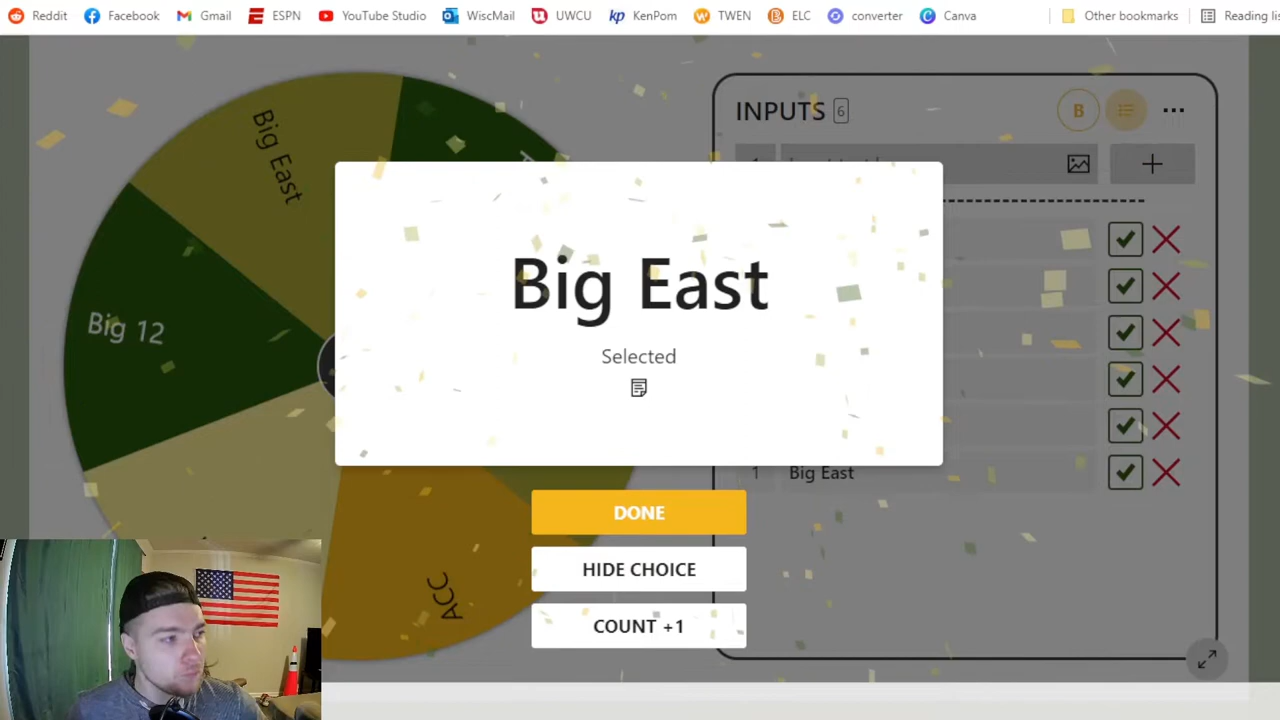 Reddit Facebook Gmail ESPN YouTube Studio WiscMail UWCU KenPom TWEN ELC converter Canva Other bookmarks Reading lis
INPUTS 6 B
Big East
Big East
Selected
Big 12
1 Big East
DONE
HIDE CHOICE
ACC
COUNT +1